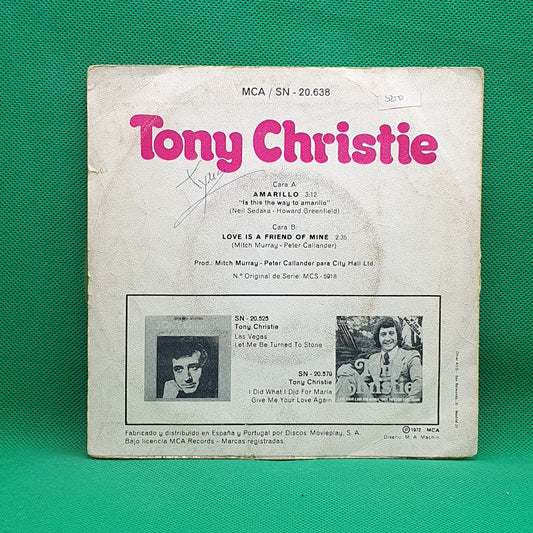 MCA / SN - 20.638
500.
Tony Christie
Cara A:
AMARILLO 3:12
"Is this the way to amarillo"
(Neil Sedaka - Howard Greenfield)
Cara B:
LOVE IS A FRIEND OF MINE 2:35
(Mitch Murray - Peter Callander)
Prod.: Mitch Murray - Peter Callander para City Hall Ltd.
N.º Original de Serie: MCS - 5918
SN - 20.525
Tony Christie
Las Vegas
Let Me Be Turned To Stone
SN - 20.579
Tony Christie
I Did What I Did For Maria
Give Me Your Love Again
Christie
Fabricado y distribuido en España y Portugal por Discos Movieplay, S. A.
Bajo licencia MCA Records - Marcas registradas.
Ⓟ 1972 MCA
Diseño: M. A. Machín